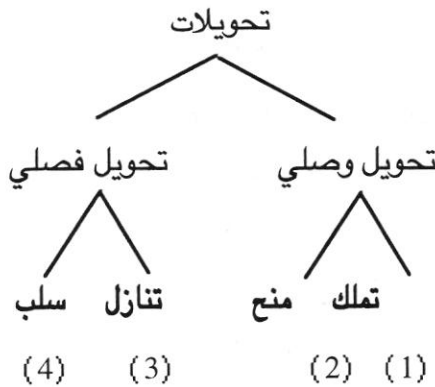 تحويلات
تحويل وصلي تحويل فصلي
تملك منح تنازل سلب
(1) (2) (3) (4)